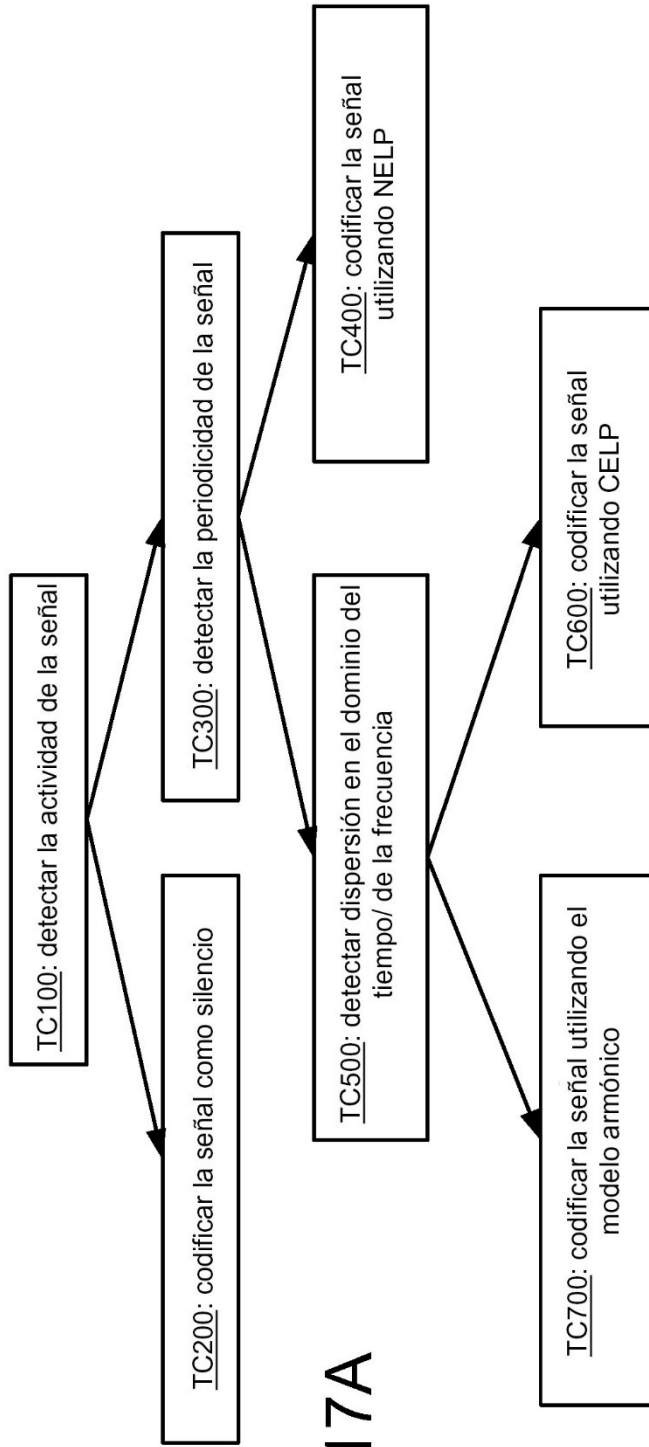 TC100: detectar la actividad de la señal
TC200: codificar la señal como silencio
TC300: detectar la periodicidad de la señal
TC500: detectar dispersión en el dominio del
tiempo/ de la frecuencia
TC400: codificar la señal
utilizando NELP
TC700: codificar la señal utilizando el
modelo armónico
TC600: codificar la señal
utilizando CELP
17A